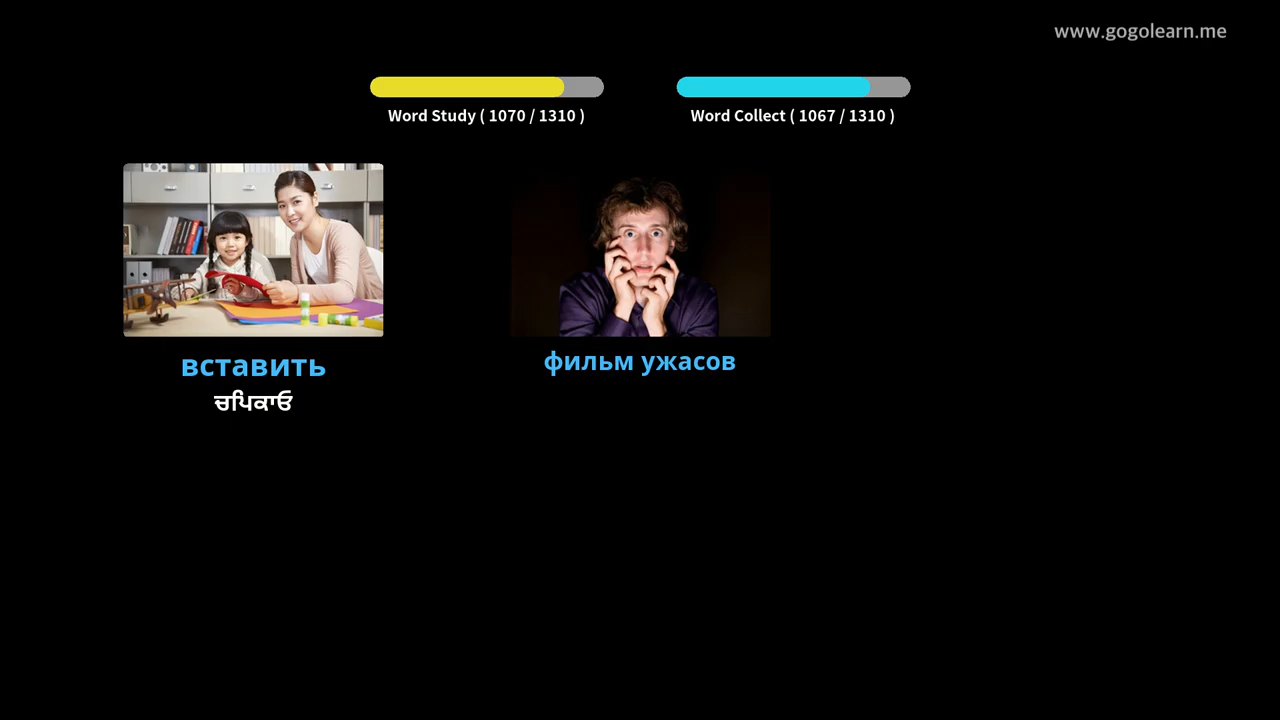 www.gogolearn.me
Word Study ( 1070 / 1310 )
Word Collect ( 1067 / 1310 )
вставить
ਚਪਿਕਾਓ
фильм ужасов